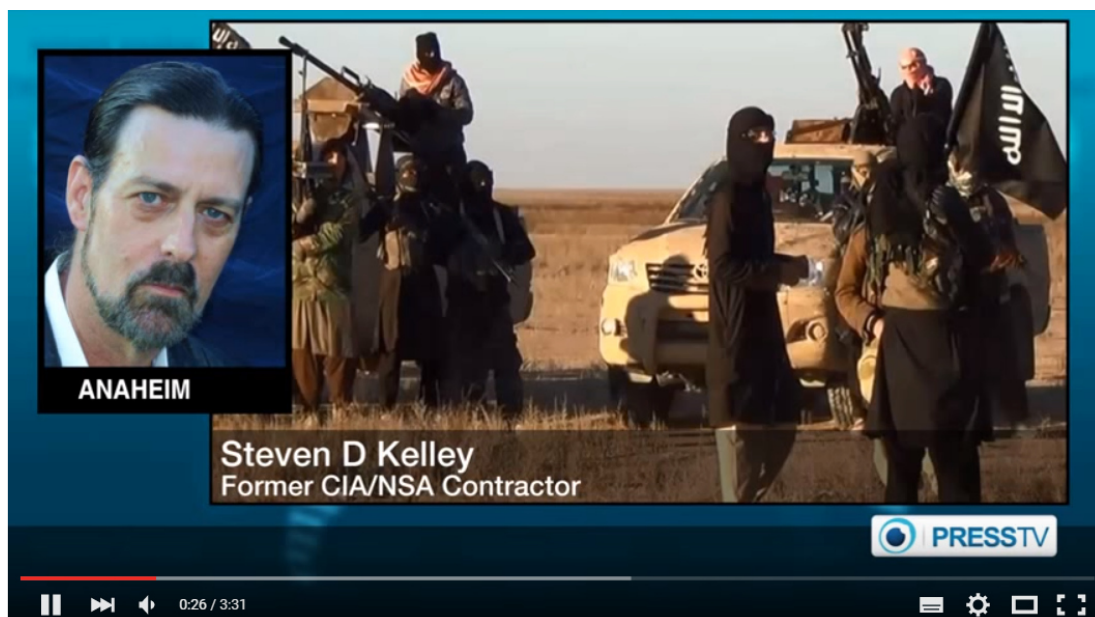 ANAHEIM
Steven D Kelley
Former CIA/NSA Contractor
PRESSTV
0:26 / 3:31